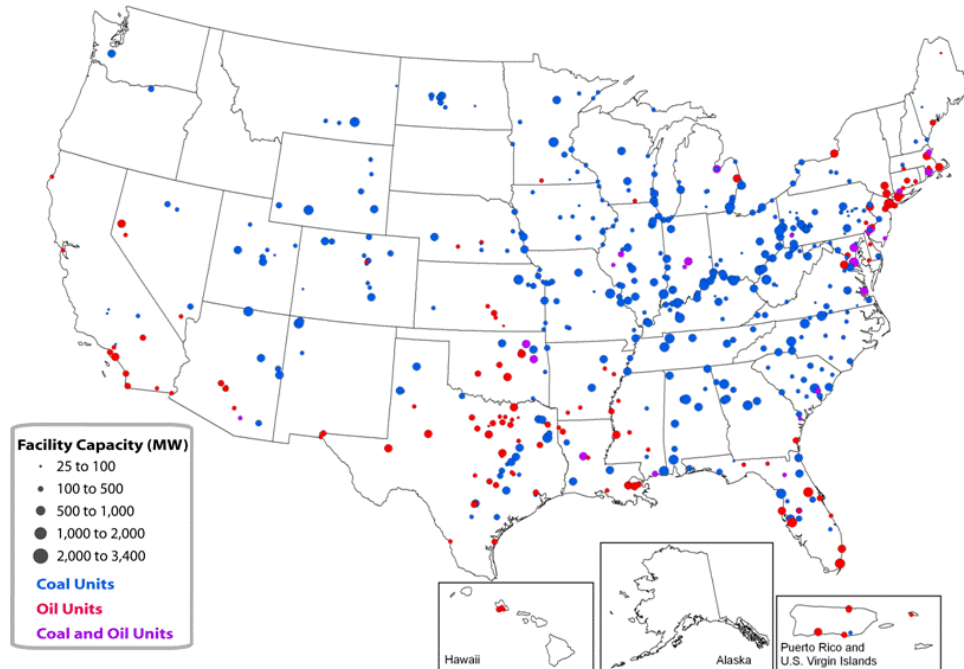 Facility Capacity (MW)
25 to 100
100 to 500
500 to 1,000
1,000 to 2,000
2,000 to 3,400
Coal Units
Oil Units
Coal and Oil Units
Hawaii
Alaska
Puerto Rico and
U.S. Virgin Islands